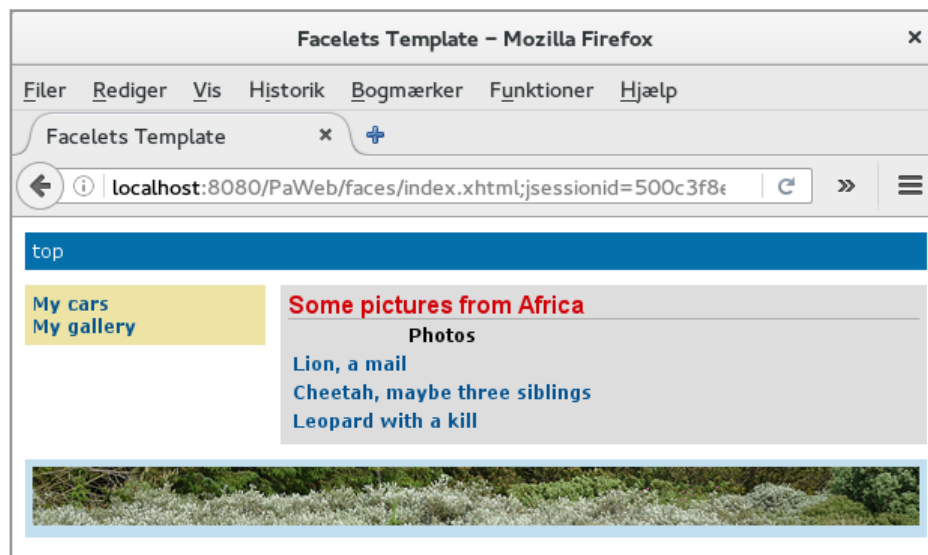 Facelets Template – Mozilla Firefox
Filer Rediger Vis Historik Bogmærker Funktioner Hjælp
Facelets Template
localhost:8080/PaWeb/faces/index.xhtml;jsessionid=500c3f8e
top
My cars
My gallery
Some pictures from Africa
Photos
Lion, a mail
Cheetah, maybe three siblings
Leopard with a kill